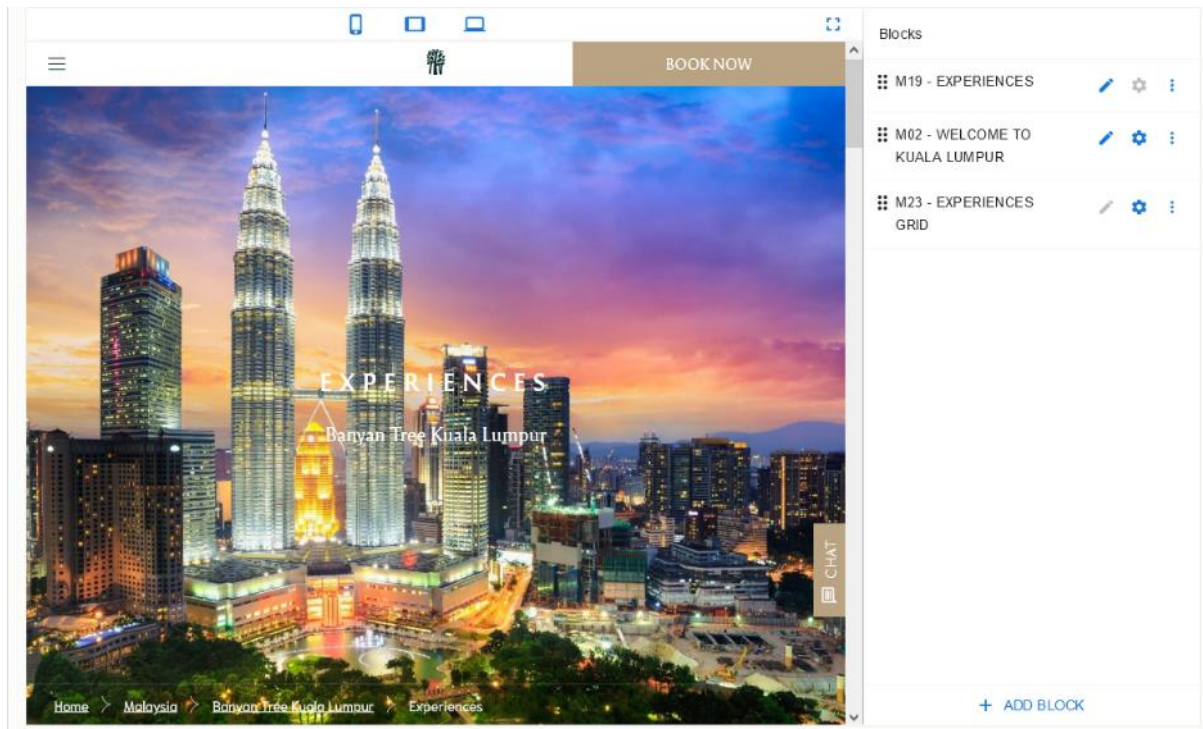 BOOK NOW
EXPERIENCES
Banyan Tree Kuala Lumpur
CHAT
Home > Malaysia > Banyan Tree Kuala Lumpur > Experiences
Blocks
M19 - EXPERIENCES
M02 - WELCOME TO
KUALA LUMPUR
M23 - EXPERIENCES
GRID
+ ADD BLOCK